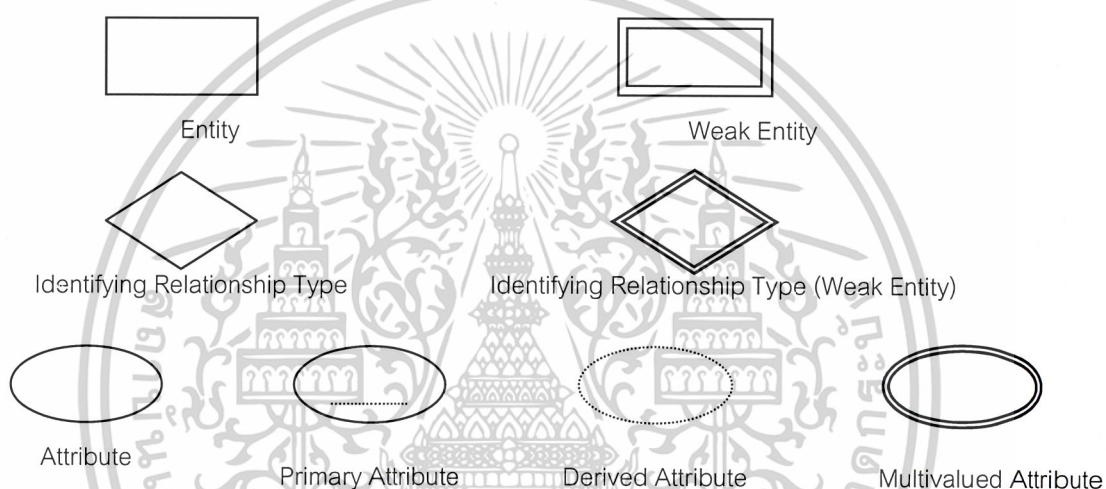 Entity
Weak Entity
Identifying Relationship Type
Identifying Relationship Type (Weak Entity)
Attribute
Primary Attribute
Derived Attribute
Multivalued Attribute